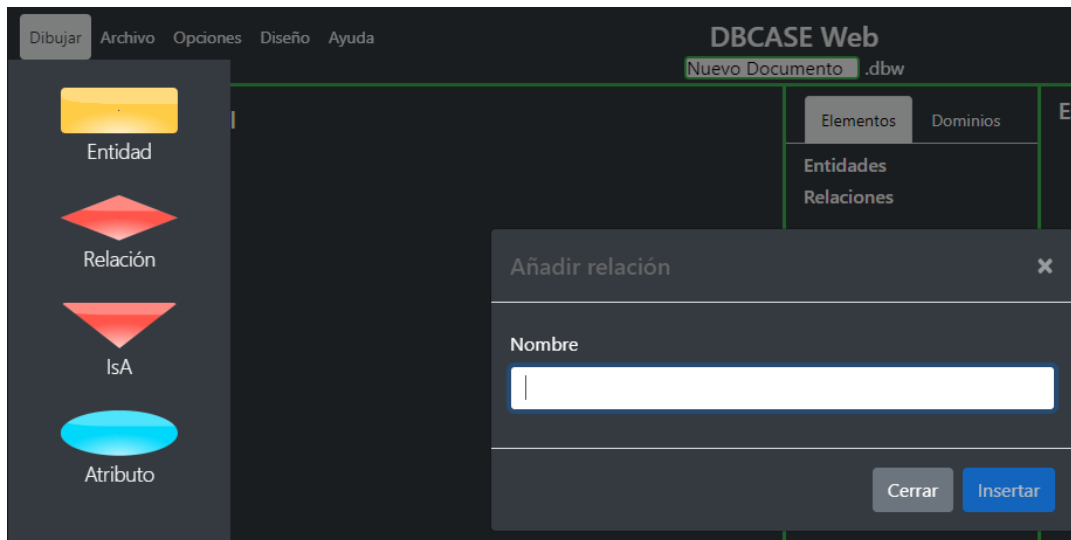 Dibujar Archivo Opciones Diseño Ayuda
DBCASE Web
Nuevo Documento .dbw
Entidad
Relación
IsA
Atributo
Elementos Dominios
Entidades
Relaciones
Añadir relación ×
Nombre
Cerrar Insertar